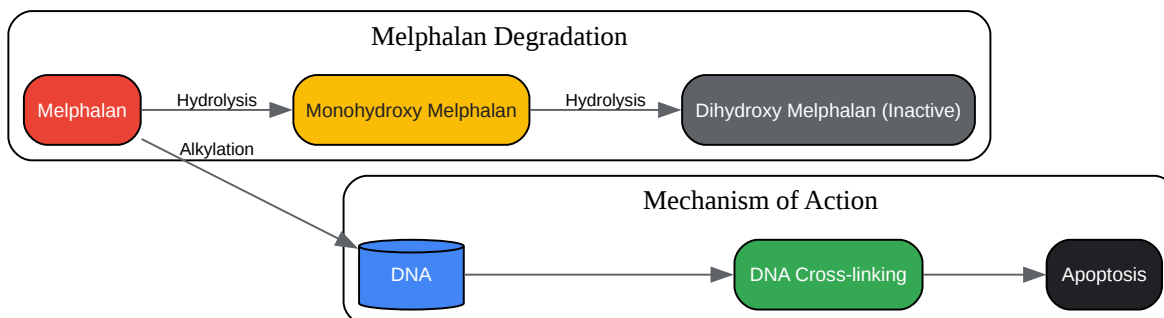 Melphalan Degradation
Melphalan
Hydrolysis
Monohydroxy Melphalan
Hydrolysis
Dihydroxy Melphalan (Inactive)
Alkylation
Mechanism of Action
DNA
DNA Cross-linking
Apoptosis